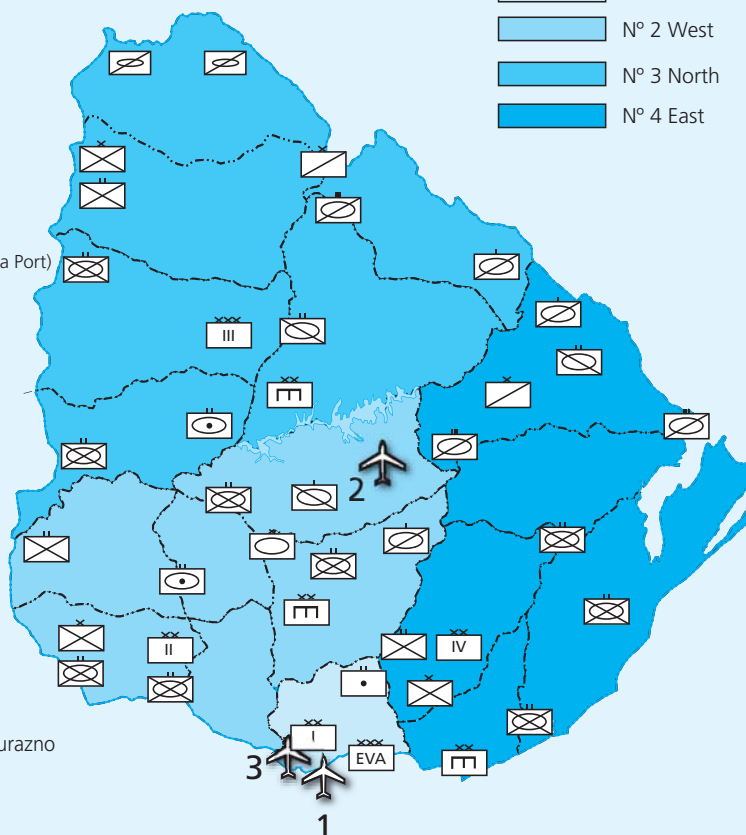 Nº 2 West
Nº 3 North
Nº 4 East
a Port)
III
2
II
IV
I
EVA
urazno
3
1